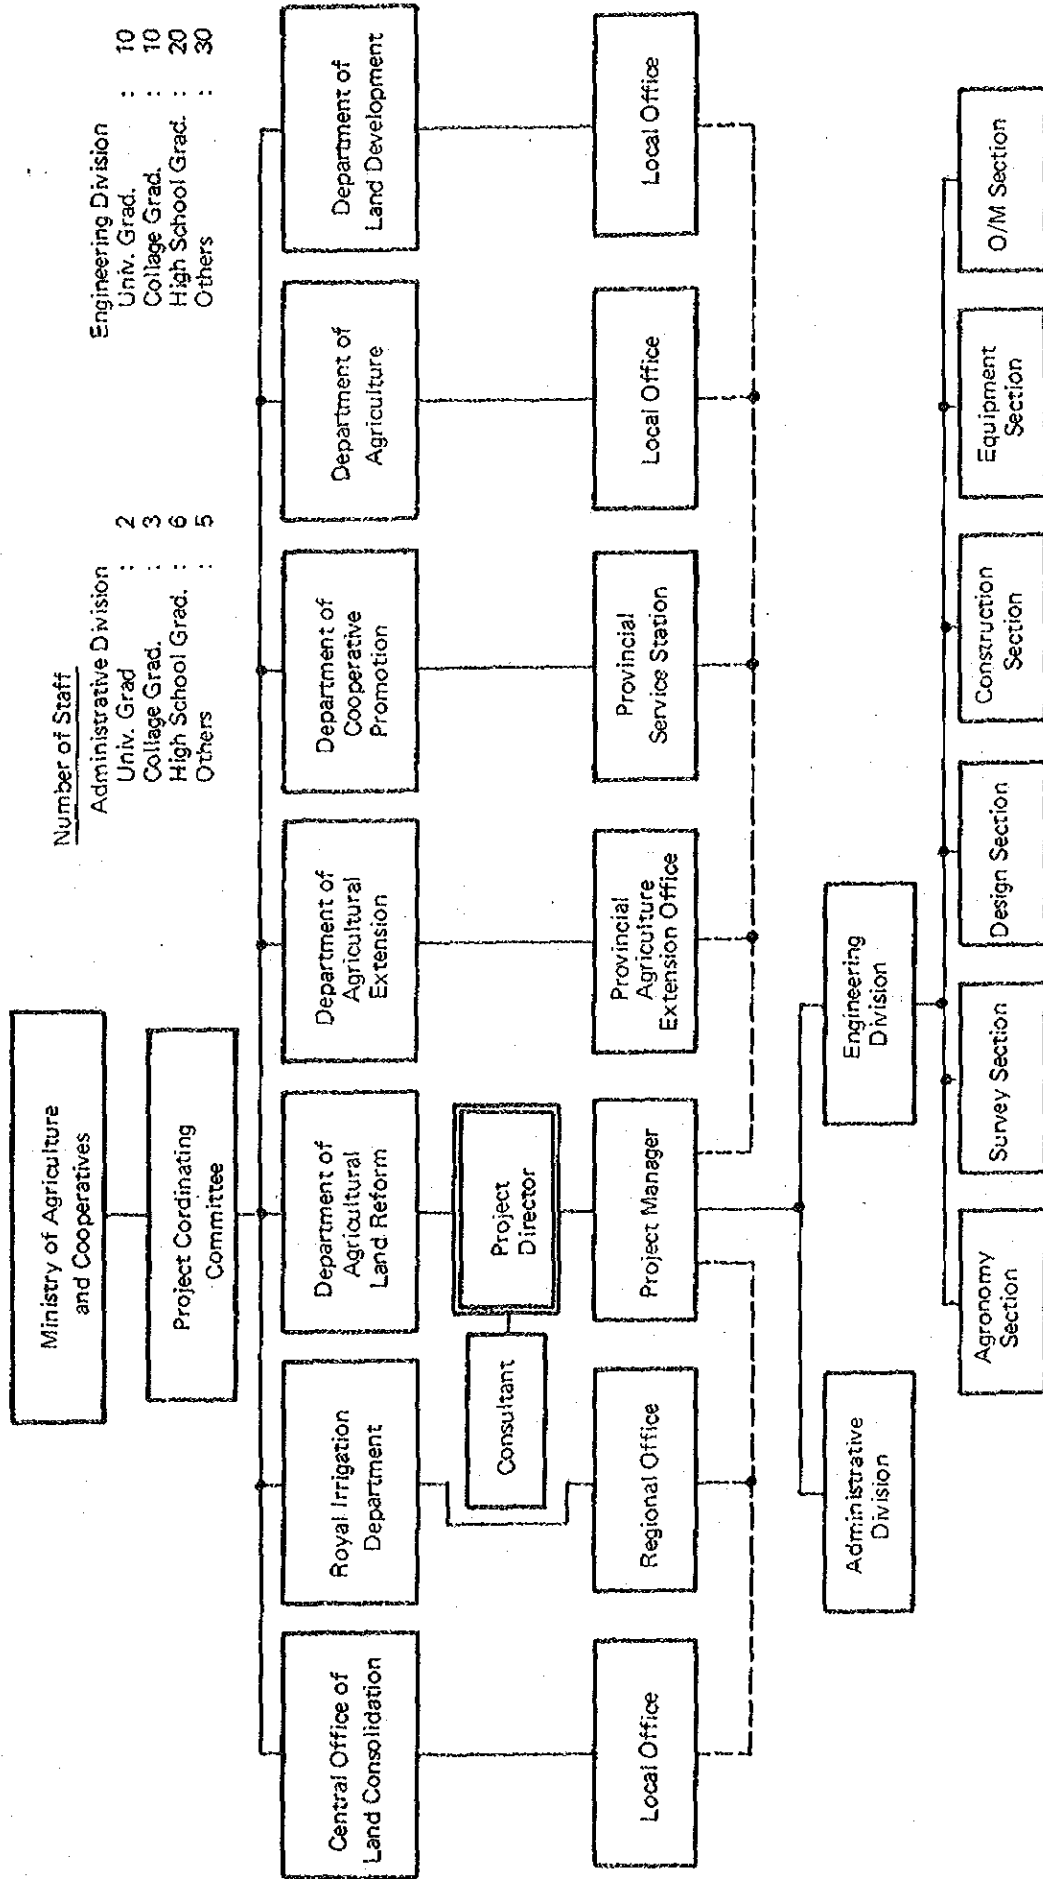 Ministry of Agriculture
and Cooperatives
Project Cordinating
Committee
Number of Staff
Administrative Division
Univ. Grad : 2
Collage Grad. : 3
High School Grad. : 6
Others : 5
Engineering Division
Univ. Grad. : 10
Collage Grad. : 10
High School Grad. : 20
Others : 30
Central Office of
Land Consolidation
Royal Irrigation
Department
Department of
Agricultural
Land Reform
Department of
Agricultural
Extension
Department of
Cooperative
Promotion
Department of
Agriculture
Department of
Land Development
Consultant
Project
Director
Local Office
Regional Office
Project Manager
Provincial
Agriculture
Extension Office
Provincial
Service Station
Local Office
Local Office
Administrative
Division
Engineering
Division
Agronomy
Section
Survey Section
Design Section
Construction
Section
Equipment
Section
O/M Section